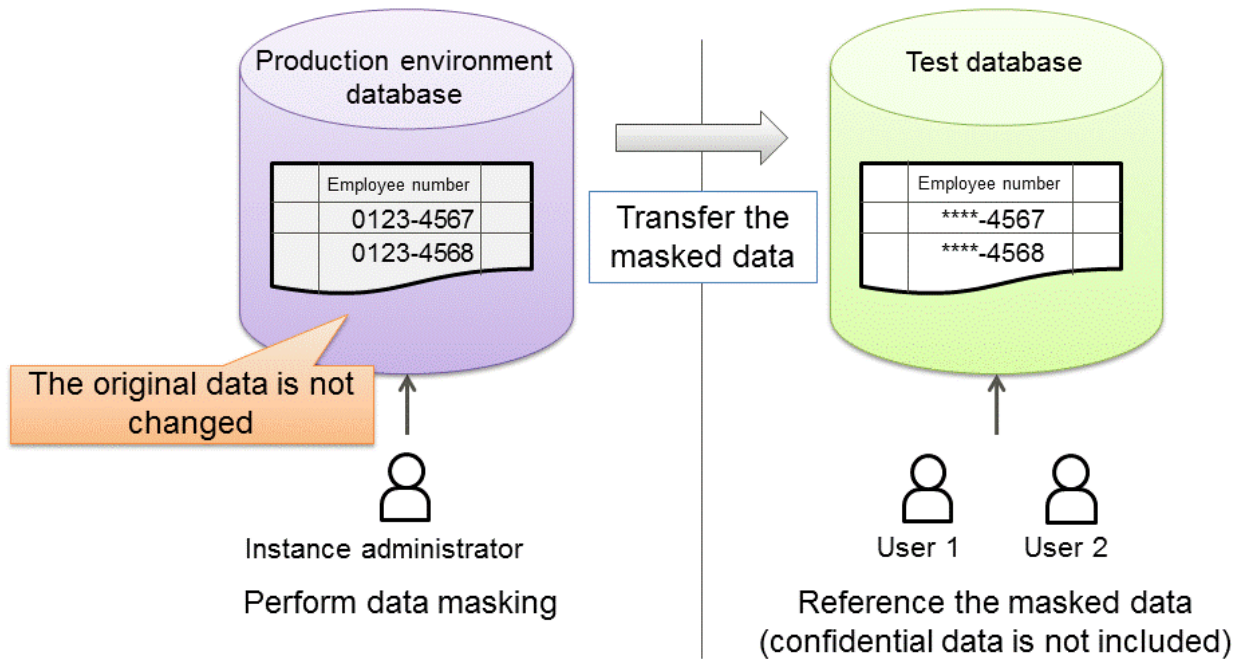 Production environment
database
Employee number
0123-4567
0123-4568
The original data is not
changed
Instance administrator
Perform data masking
Transfer the
masked data
Test database
Employee number
****-4567
****-4568
User 1
User 2
Reference the masked data
(confidential data is not included)